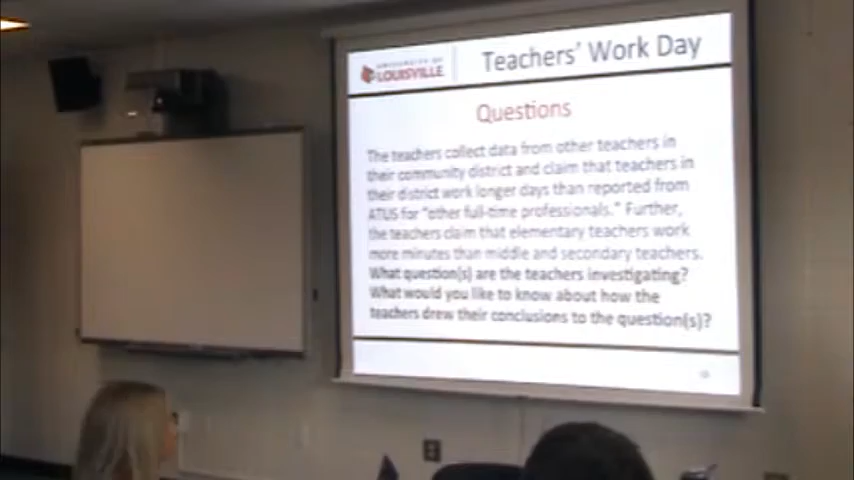 UNIVERSITY OF
LOUISVILLE
Teachers' Work Day
Questions
The teachers collect data from other teachers in
their community district and claim that teachers in
their district work longer days than reported from
ATUS for "other full-time professionals." Further,
the teachers claim that elementary teachers work
more minutes than middle and secondary teachers.
What question(s) are the teachers investigating?
What would you like to know about how the
teachers drew their conclusions to the question(s)?